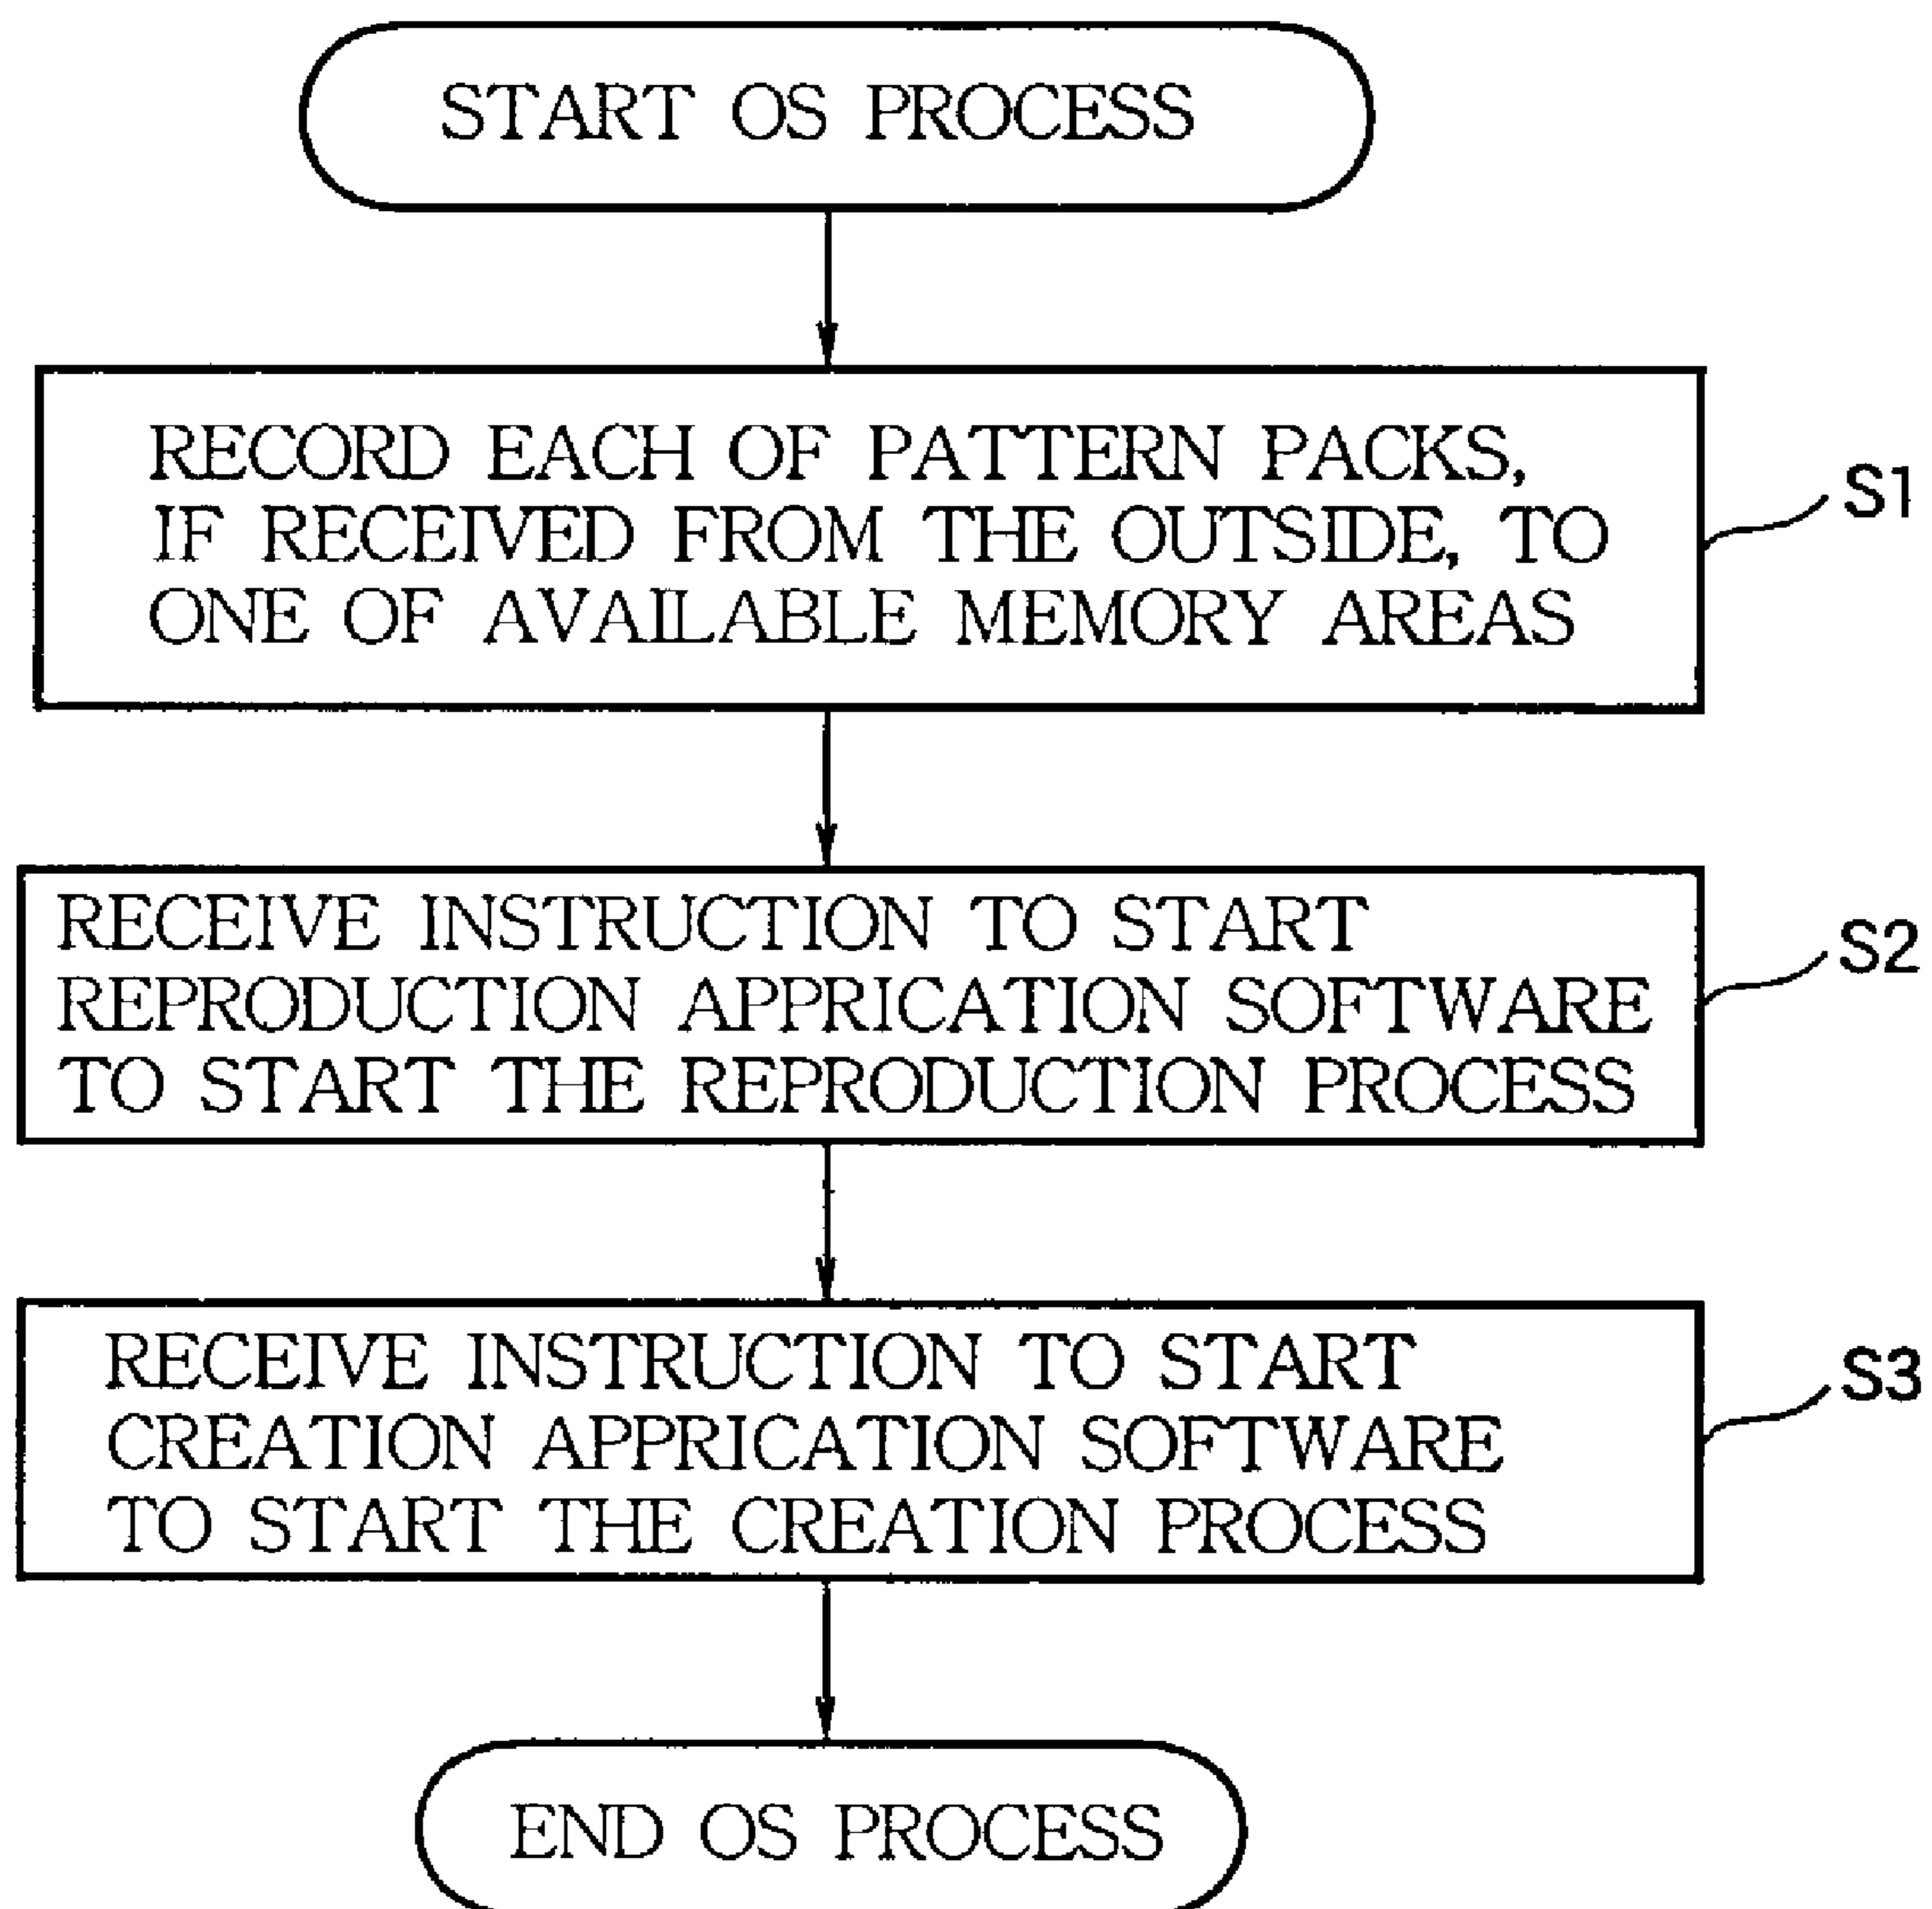 START OS PROCESS
RECORD EACH OF PATTERN PACKS,
IF RECEIVED FROM THE OUTSIDE, TO
ONE OF AVAILABLE MEMORY AREAS
S1
RECEIVE INSTRUCTION TO START
REPRODUCTION APPRICATION SOFTWARE
TO START THE REPRODUCTION PROCESS
S2
RECEIVE INSTRUCTION TO START
CREATION APPRICATION SOFTWARE
TO START THE CREATION PROCESS
S3
END OS PROCESS